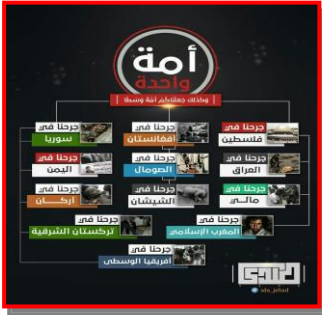 أمة
واحدة
وكذلك جعلناكم أمة وسطا
جرحنا في
فلسطين
جرحنا في
أفغانستان
جرحنا في
سوريا
جرحنا في
العراق
جرحنا في
الصومال
جرحنا في
اليمن
جرحنا في
مالي
جرحنا في
الشيشان
جرحنا في
أركان
جرحنا في
المغرب الإسلامي
جرحنا في
تركستان الشرقية
جرحنا في
أفريقيا الوسطى